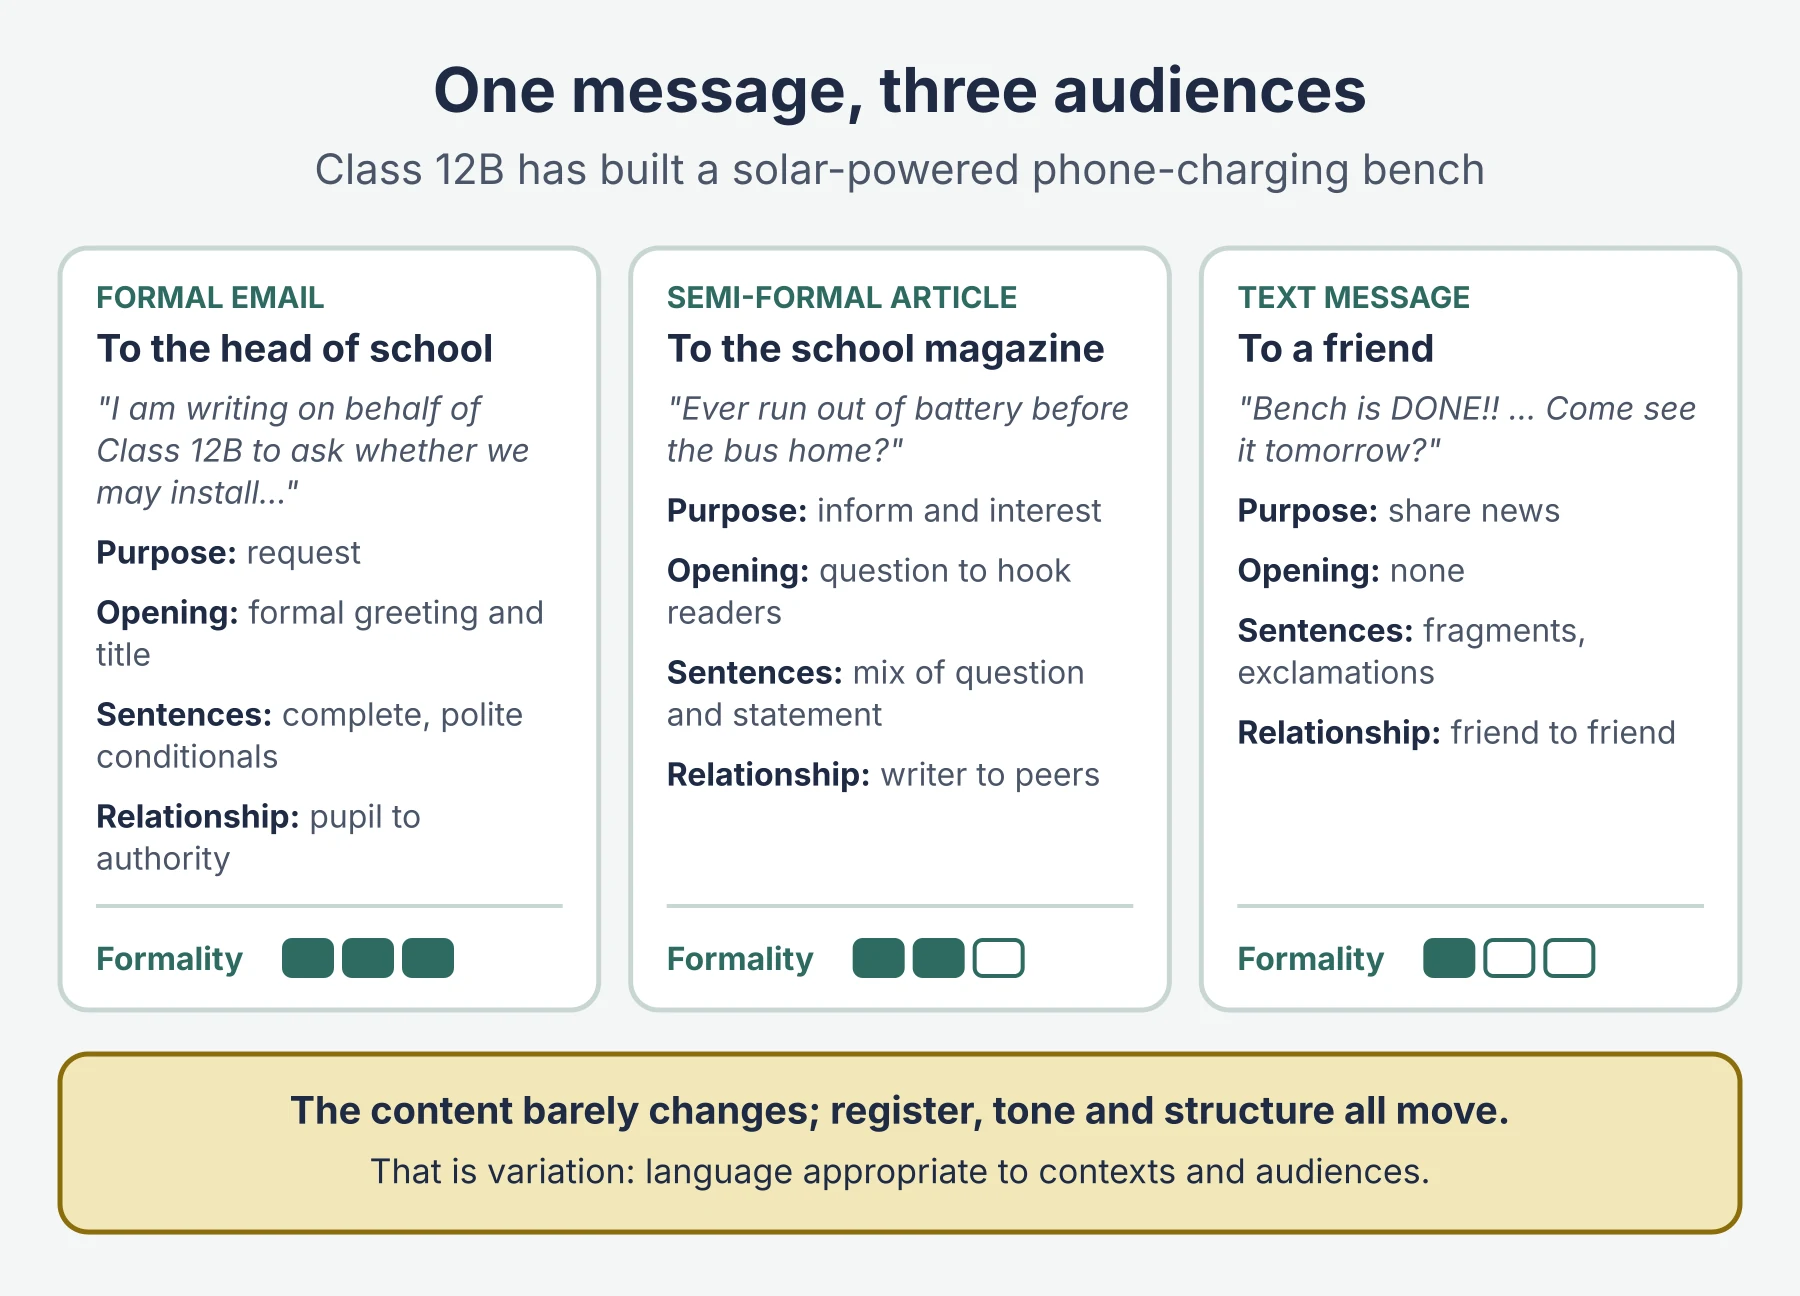 One message, three audiences
Class 12B has built a solar-powered phone-charging bench
FORMAL EMAIL
To the head of school
"I am writing on behalf of
Class 12B to ask whether we
may install..."
Purpose: request
Opening: formal greeting and
title
Sentences: complete, polite
conditionals
Relationship: pupil to
authority
Formality
SEMI-FORMAL ARTICLE
To the school magazine
"Ever run out of battery before
the bus home?"
Purpose: inform and interest
Opening: question to hook
readers
Sentences: mix of question
and statement
Relationship: writer to peers
Formality
TEXT MESSAGE
To a friend
"Bench is DONE!! ... Come see
it tomorrow?"
Purpose: share news
Opening: none
Sentences: fragments,
exclamations
Relationship: friend to friend
Formality
The content barely changes; register, tone and structure all move.
That is variation: language appropriate to contexts and audiences.